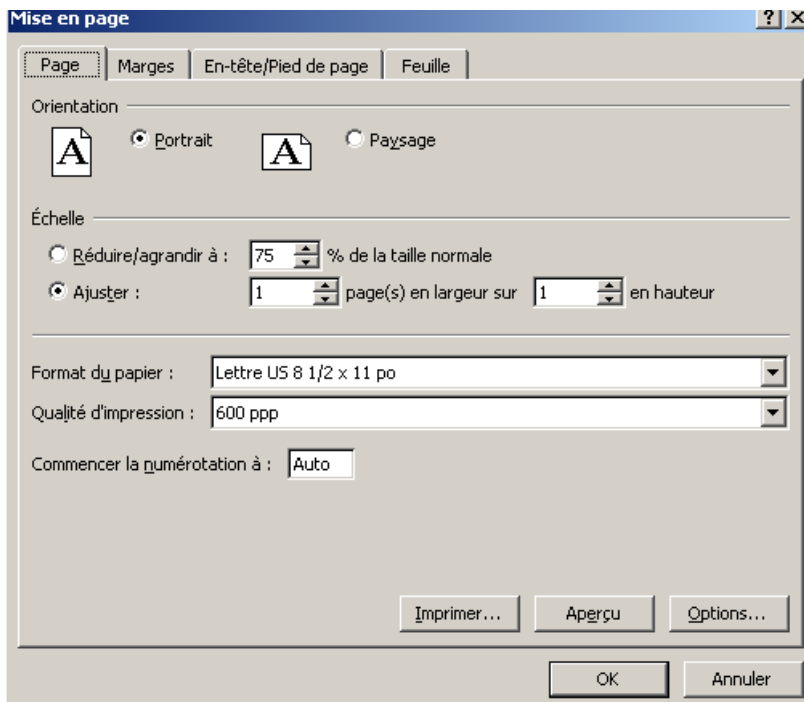 Mise en page
Page Marges En-tête/Pied de page Feuille
Orientation
A Portrait A Paysage
Échelle
Réduire/agrandir à : 75 % de la taille normale
Ajuster : 1 page(s) en largeur sur 1 en hauteur
Format du papier : Lettre US 8 1/2 x 11 po
Qualité d'impression : 600 ppp
Commencer la numérotation à : Auto
Imprimer... Aperçu Options...
OK Annuler